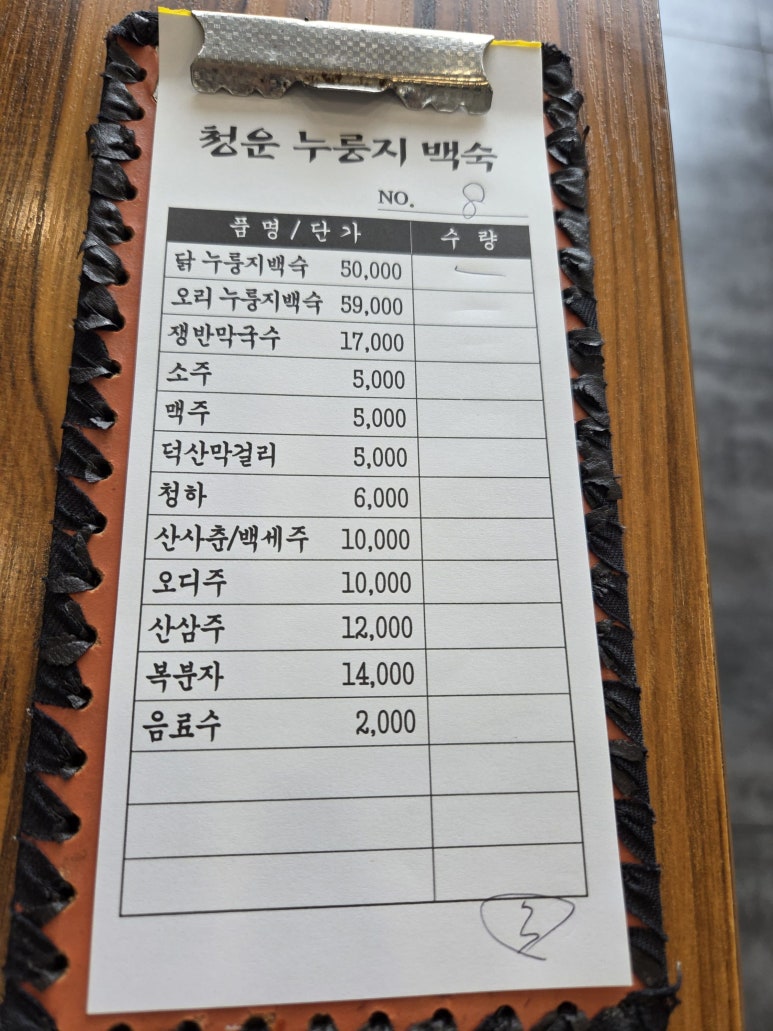 청운 누룽지 백숙
NO. 8
품 명 / 단 가 수 량
닭 누룽지백숙 50,000 —
오리 누룽지백숙 59,000
쟁반막국수 17,000
소주 5,000
맥주 5,000
덕산막걸리 5,000
청하 6,000
산사춘/백세주 10,000
오디주 10,000
산삼주 12,000
복분자 14,000
음료수 2,000
3